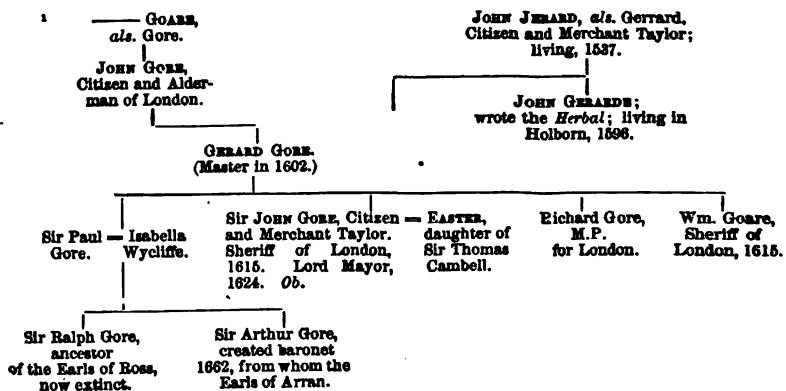 1
—— GOARE,
als. Gore.
JOHN GORE,
Citizen and Alder-
man of London.
JOHN JERARD, als. Gerrard,
Citizen and Merchant Taylor;
living, 1537.
JOHN GERARDE;
wrote the Herbal; living in
Holborn, 1596.
GERARD GORE.
(Master in 1602.)
Sir Paul = Isabella
Gore. Wycliffe.
Sir JOHN GORE, Citizen = EASTER,
and Merchant Taylor. daughter of
Sheriff of London, Sir Thomas
1615. Lord Mayor, Cambell.
1624. Ob.
Richard Gore,
M.P.
for London.
Wm. Goare,
Sheriff of
London, 1615.
Sir Ralph Gore,
ancestor
of the Earls of Ross,
now extinct.
Sir Arthur Gore,
created baronet
1662, from whom the
Earls of Arran.